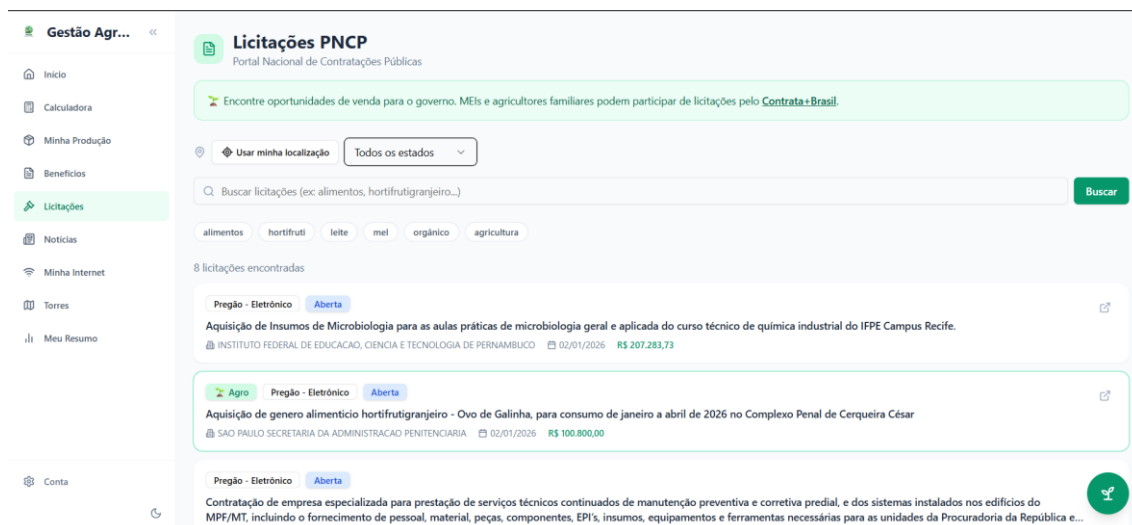 Gestão Agr... «
Início
Calculadora
Minha Produção
Benefícios
Licitações
Notícias
Minha Internet
Torres
Meu Resumo
Conta
Licitações PNCP
Portal Nacional de Contratações Públicas
Encontre oportunidades de venda para o governo. MEIs e agricultores familiares podem participar de licitações pelo Contrata+Brasil.
Usar minha localização Todos os estados
Buscar licitações (ex: alimentos, hortifrutigranjeiro...) Buscar
alimentos hortifruti leite mel orgânico agricultura
8 licitações encontradas
Pregão - Eletrônico Aberta
Aquisição de Insumos de Microbiologia para as aulas práticas de microbiologia geral e aplicada do curso técnico de química industrial do IFPE Campus Recife.
INSTITUTO FEDERAL DE EDUCACAO, CIENCIA E TECNOLOGIA DE PERNAMBUCO 02/01/2026 R$ 207.283,73
Agro Pregão - Eletrônico Aberta
Aquisição de genero alimenticio hortifrutigranjeiro - Ovo de Galinha, para consumo de janeiro a abril de 2026 no Complexo Penal de Cerqueira César
SAO PAULO SECRETARIA DA ADMINISTRACAO PENITENCIARIA 02/01/2026 R$ 100.800,00
Pregão - Eletrônico Aberta
Contratação de empresa especializada para prestação de serviços técnicos continuados de manutenção preventiva e corretiva predial, e dos sistemas instalados nos edifícios do
MPF/MT, incluindo o fornecimento de pessoal, material, peças, componentes, EPI's, insumos, equipamentos e ferramentas necessárias para as unidades da Procuradoria da República e...